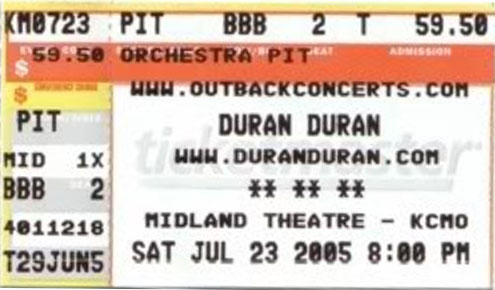 KM0723 PIT BBB 2 T 59.50
ADMISSION
$ 59.50 ORCHESTRA PIT
WWW.OUTBACKCONCERTS.COM
$
PIT DURAN DURAN
ticketmaster
MID 1X WWW.DURANDURAN.COM
BBB 2 ** ** **
4011218 MIDLAND THEATRE - KCMO
T29JUN5 SAT JUL 23 2005 8:00 PM